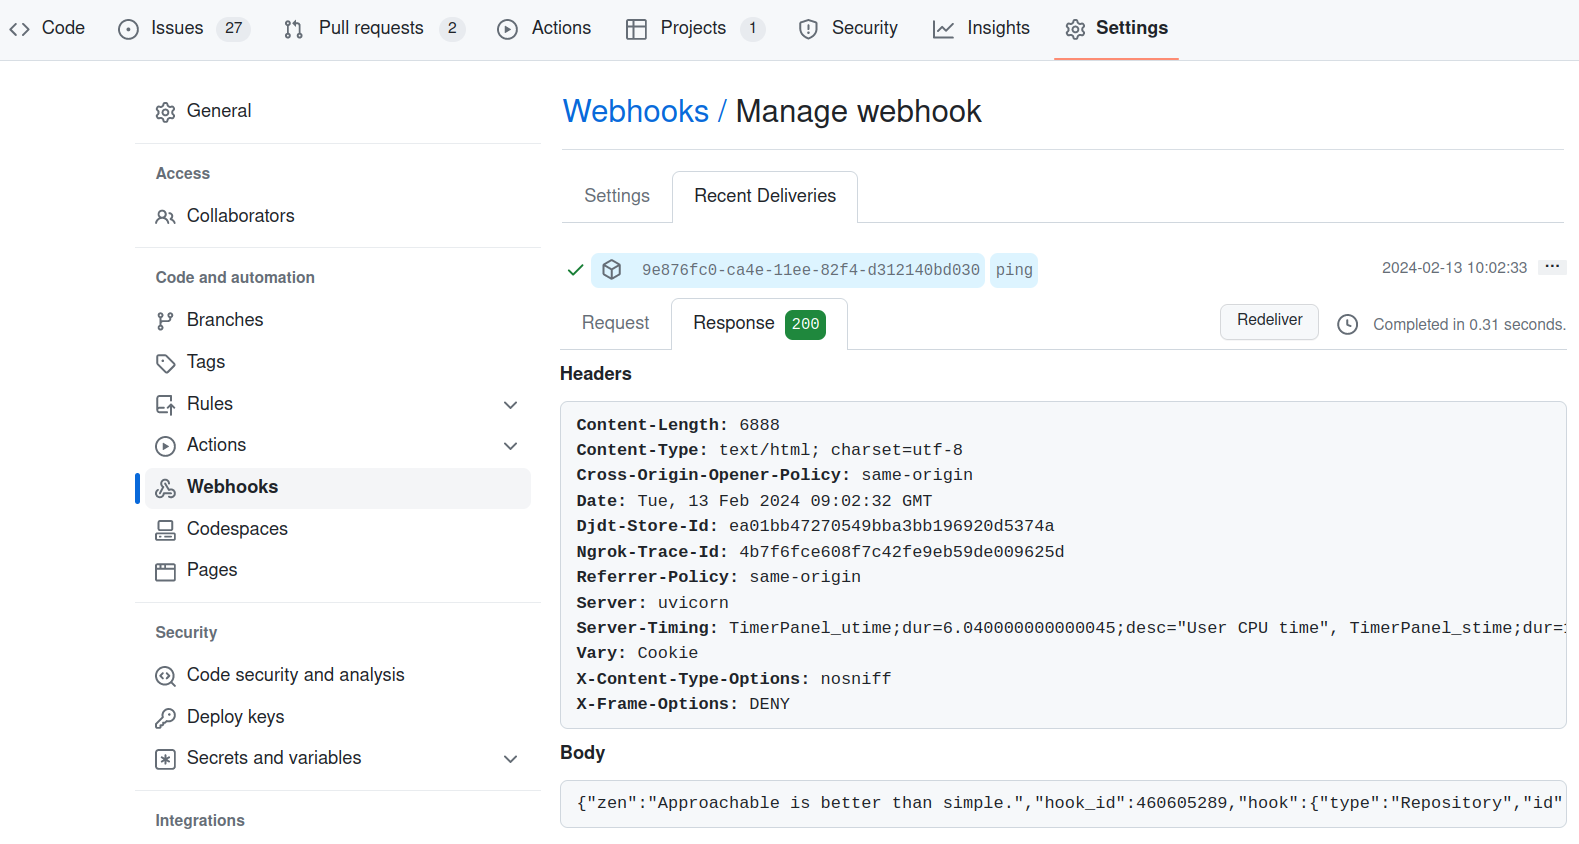 Code Issues 27 Pull requests 2 Actions Projects 1 Security Insights Settings
General
Access
Collaborators
Code and automation
Branches
Tags
Rules
Actions
Webhooks
Codespaces
Pages
Security
Code security and analysis
Deploy keys
Secrets and variables
Integrations
Webhooks / Manage webhook
Settings Recent Deliveries
9e876fc0-ca4e-11ee-82f4-d312140bd030 ping 2024-02-13 10:02:33
Request Response 200 Redeliver Completed in 0.31 seconds.
Headers
Content-Length: 6888
Content-Type: text/html; charset=utf-8
Cross-Origin-Opener-Policy: same-origin
Date: Tue, 13 Feb 2024 09:02:32 GMT
Djdt-Store-Id: ea01bb47270549bba3bb196920d5374a
Ngrok-Trace-Id: 4b7f6fce608f7c42fe9eb59de009625d
Referrer-Policy: same-origin
Server: uvicorn
Server-Timing: TimerPanel_utime;dur=6.040000000000045;desc="User CPU time", TimerPanel_stime;dur=
Vary: Cookie
X-Content-Type-Options: nosniff
X-Frame-Options: DENY
Body
{"zen":"Approachable is better than simple.","hook_id":460605289,"hook":{"type":"Repository","id"